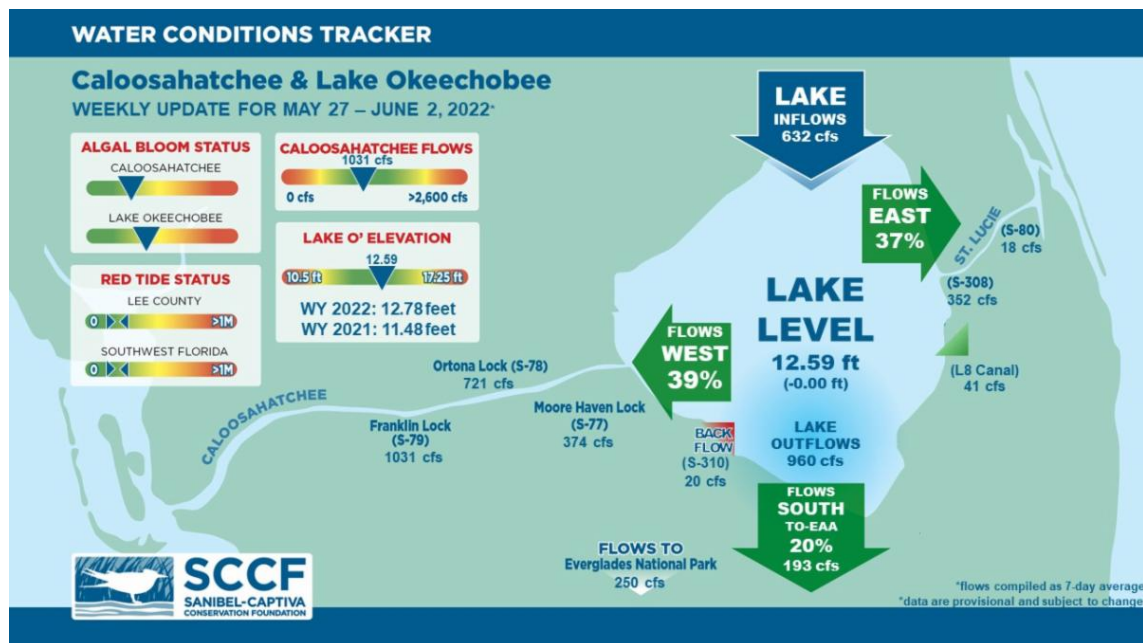 WATER CONDITIONS TRACKER
Caloosahatchee & Lake Okeechobee
WEEKLY UPDATE FOR MAY 27 – JUNE 2, 2022*
ALGAL BLOOM STATUS
CALOOSAHATCHEE
LAKE OKEECHOBEE
RED TIDE STATUS
LEE COUNTY
0 >1M
SOUTHWEST FLORIDA
0 >1M
CALOOSAHATCHEE FLOWS
1031 cfs
0 cfs >2,600 cfs
LAKE O' ELEVATION
12.59
10.5 ft 17.25 ft
WY 2022: 12.78 feet
WY 2021: 11.48 feet
LAKE
INFLOWS
632 cfs
FLOWS
EAST
37%
ST. LUCIE
(S-80)
18 cfs
(S-308)
352 cfs
LAKE
LEVEL
12.59 ft
(-0.00 ft)
(L8 Canal)
41 cfs
FLOWS
WEST
39%
Ortona Lock (S-78)
721 cfs
CALOOSAHATCHEE
Franklin Lock
(S-79)
1031 cfs
Moore Haven Lock
(S-77)
374 cfs
BACK
FLOW
(S-310)
20 cfs
LAKE
OUTFLOWS
960 cfs
FLOWS
SOUTH
TO-EAA
20%
193 cfs
FLOWS TO
Everglades National Park
250 cfs
SCCF
SANIBEL-CAPTIVA
CONSERVATION FOUNDATION
*flows compiled as 7-day average
*data are provisional and subject to change